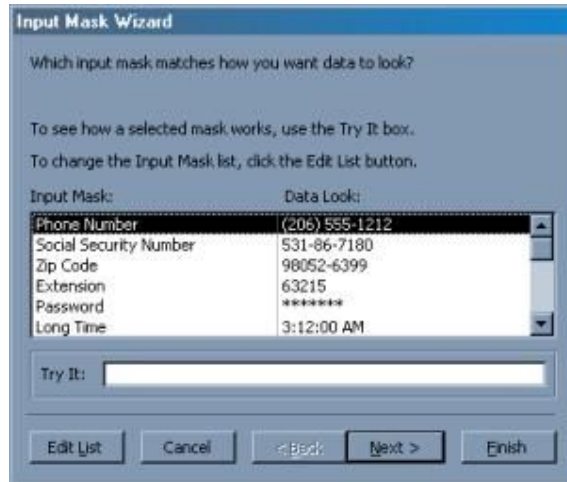 Input Mask Wizard
Which input mask matches how you want data to look?
To see how a selected mask works, use the Try It box.
To change the Input Mask list, click the Edit List button.
Input Mask: Data Look:
Phone Number (206) 555-1212
Social Security Number 531-86-7180
Zip Code 98052-6399
Extension 63215
Password *******
Long Time 3:12:00 AM
Try It:
Edit List Cancel < Back Next > Finish